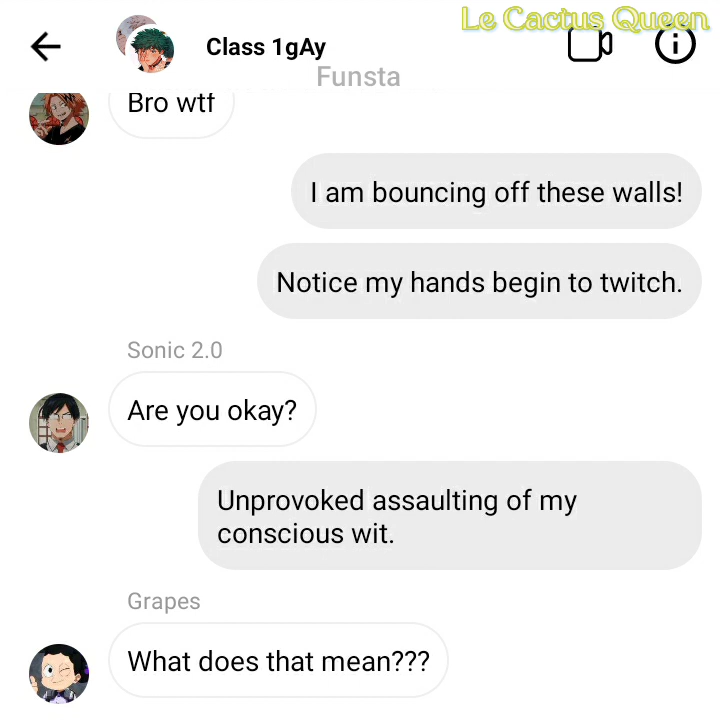 Le Cactus Queen
Class 1gAy
Funsta
Bro wtf
I am bouncing off these walls!
Notice my hands begin to twitch.
Sonic 2.0
Are you okay?
Unprovoked assaulting of my
conscious wit.
Grapes
What does that mean???